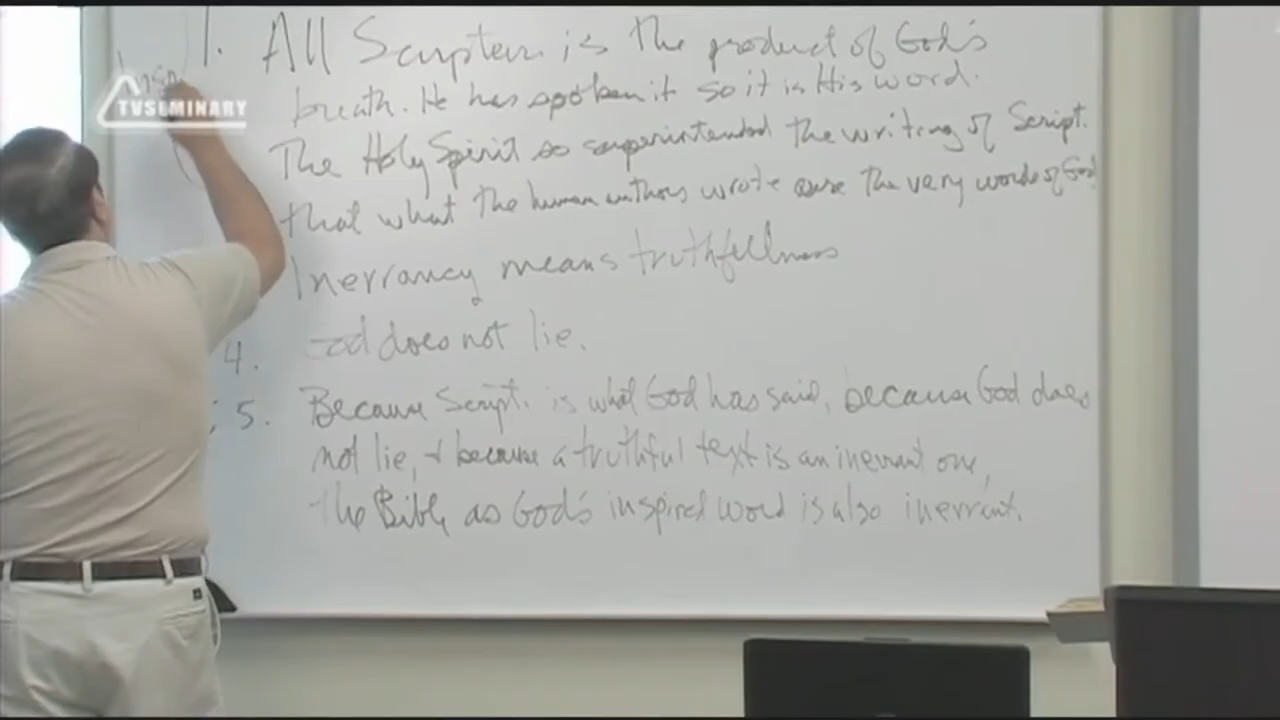 1. All Scripture is the product of God's
Insp
TVSEMINARY
breath. He has spoken it so it is His word.
The Holy Spirit so superintended the writing of Script.
that what the human authors wrote are the very words of God
Inerrancy means truthfullness
4. God does not lie.
5. Because Script. is what God has said, because God does
not lie, + because a truthful text is an inerrant one,
the Bible as God's inspired word is also inerrant.